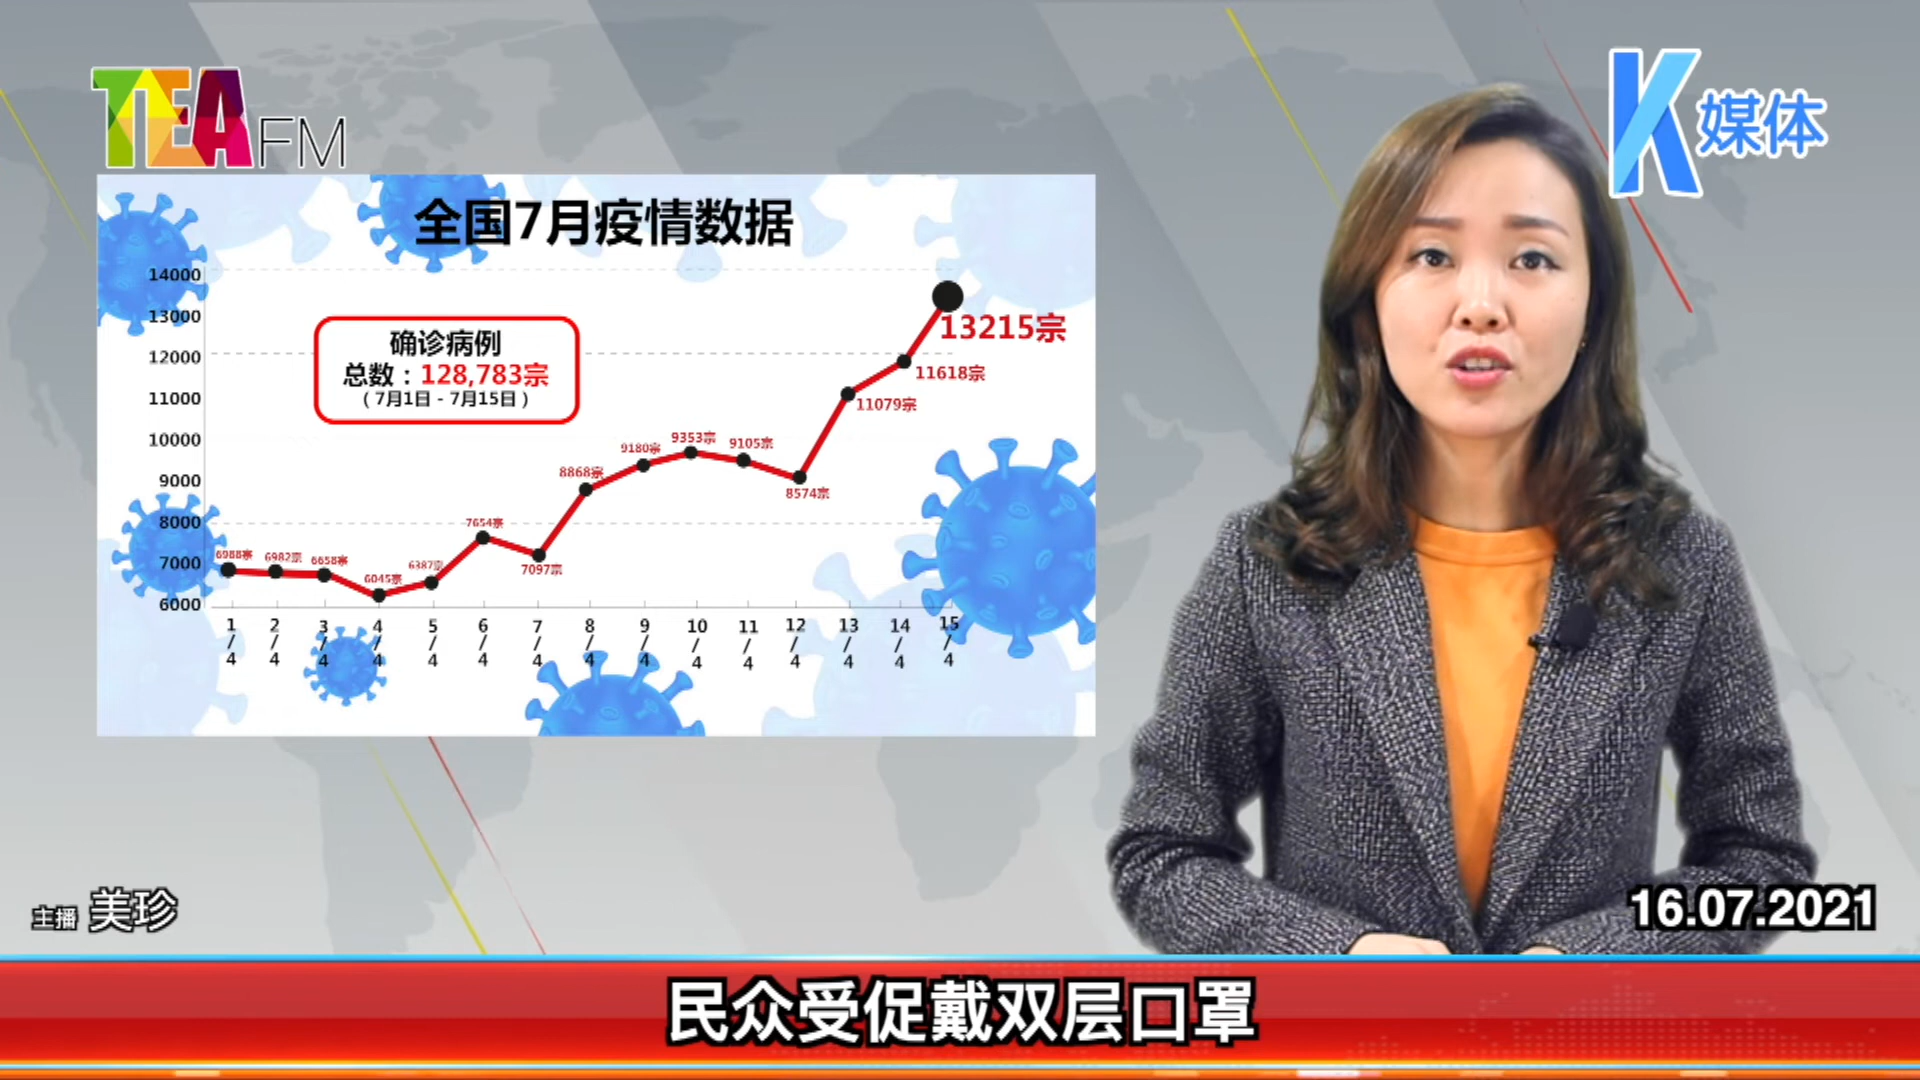 TEA FM
K媒体
全国7月疫情数据
14000
13000
12000
11000
10000
9000
8000
7000
6000
确诊病例
总数：128,783宗
（7月1日 - 7月15日）
6988宗
6982宗
6658宗
6045宗
6387宗
7654宗
7097宗
8868宗
9180宗
9353宗
9105宗
8574宗
11079宗
11618宗
13215宗
1/4
2/4
3/4
4/4
5/4
6/4
7/4
8/4
9/4
10/4
11/4
12/4
13/4
14/4
15/4
主播 美珍
16.07.2021
民众受促戴双层口罩